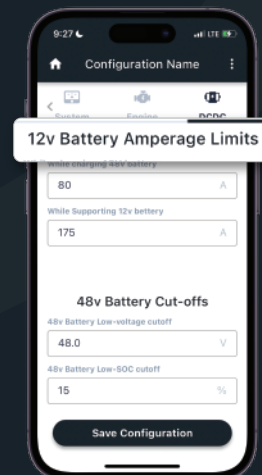 9:27
LTE
Configuration Name
System Engine DCDC
12v Battery Amperage Limits
While charging 48v battery
80 A
While Supporting 12v bettery
175 A
48v Battery Cut-offs
48v Battery Low-voltage cutoff
48.0 V
48v Battery Low-SOC cutoff
15 %
Save Configuration